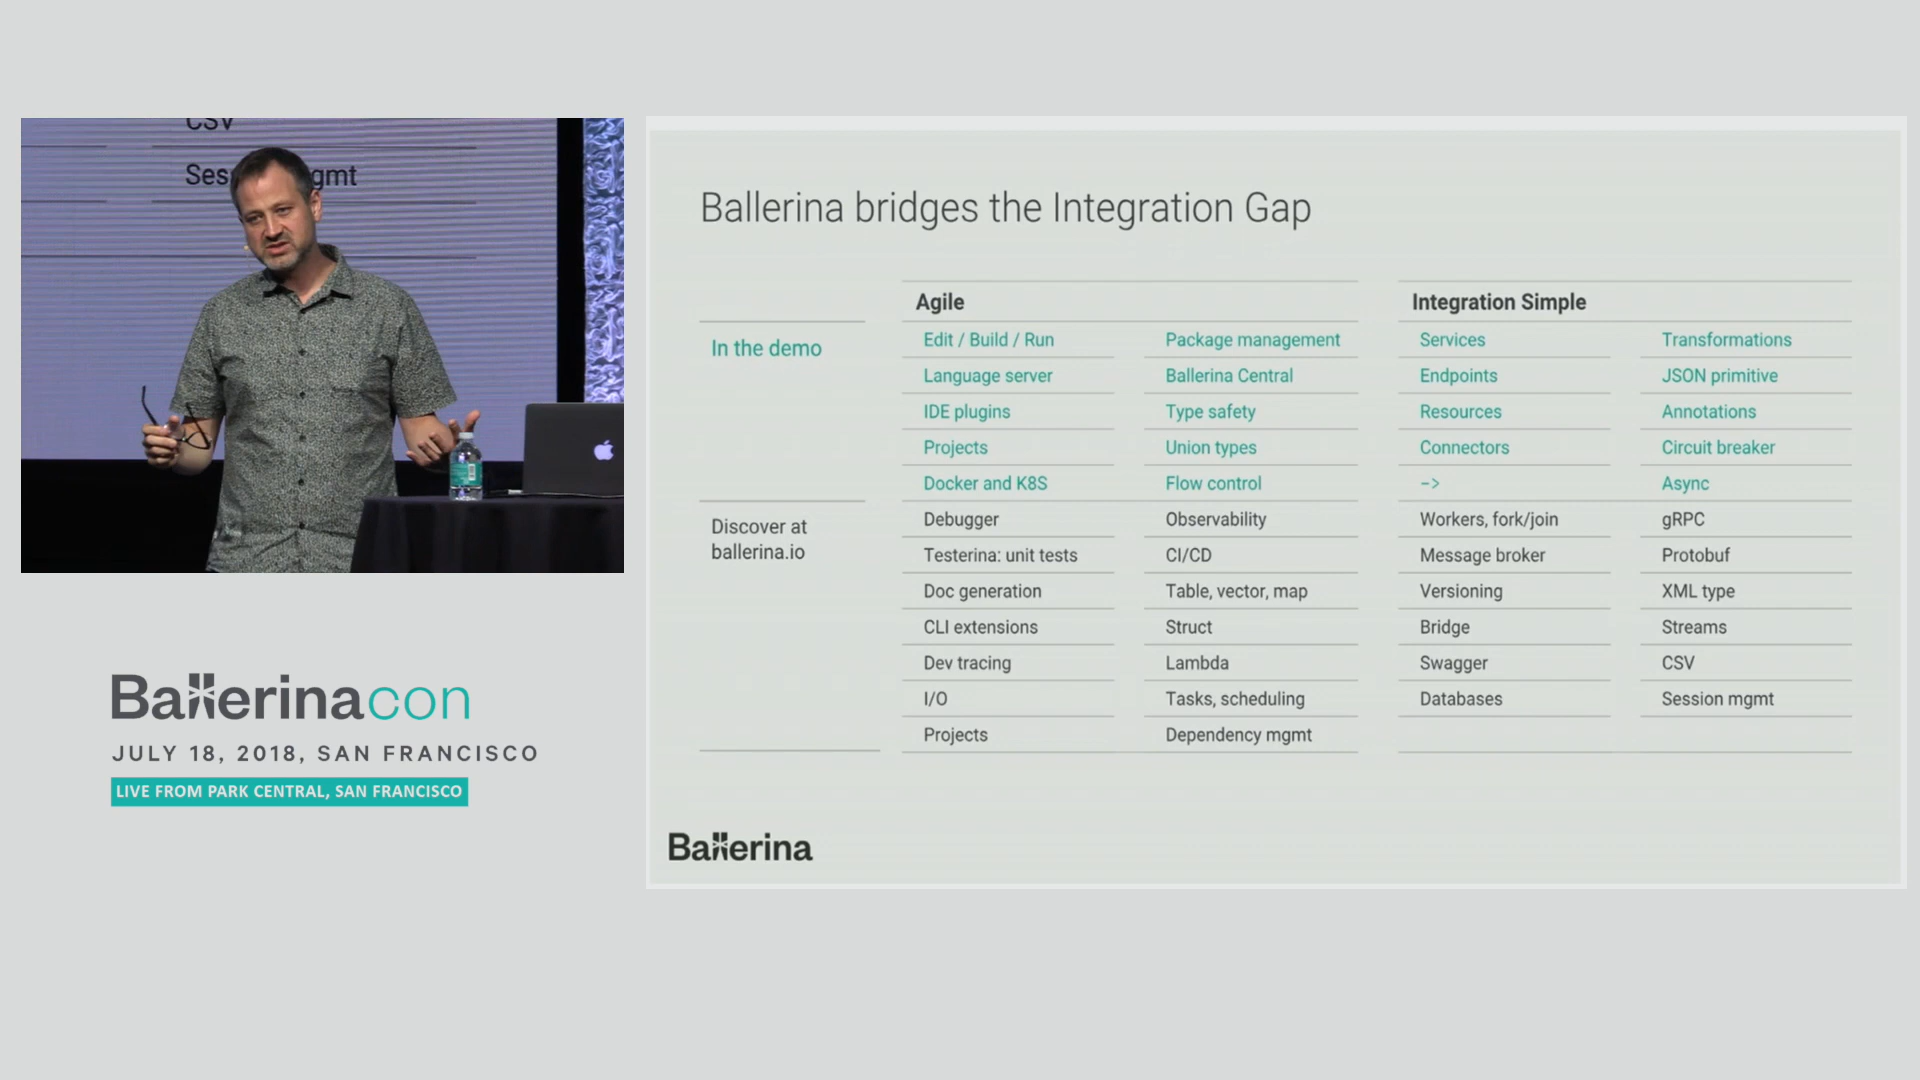 CSV
Ses gmt
Ballerinacon
JULY 18, 2018, SAN FRANCISCO
LIVE FROM PARK CENTRAL, SAN FRANCISCO
Ballerina bridges the Integration Gap
Agile
Integration Simple
In the demo
Edit / Build / Run
Package management
Services
Transformations
Language server
Ballerina Central
Endpoints
JSON primitive
IDE plugins
Type safety
Resources
Annotations
Projects
Union types
Connectors
Circuit breaker
Docker and K8S
Flow control
–>
Async
Discover at
ballerina.io
Debugger
Observability
Workers, fork/join
gRPC
Testerina: unit tests
CI/CD
Message broker
Protobuf
Doc generation
Table, vector, map
Versioning
XML type
CLI extensions
Struct
Bridge
Streams
Dev tracing
Lambda
Swagger
CSV
I/O
Tasks, scheduling
Databases
Session mgmt
Projects
Dependency mgmt
Ballerina